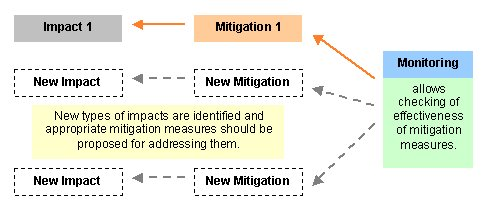 Impact 1
Mitigation 1
Monitoring
allows
checking of
effectiveness
of mitigation
measures.
New Impact
New Mitigation
New types of impacts are identified and
appropriate mitigation measures should be
proposed for addressing them.
New Impact
New Mitigation